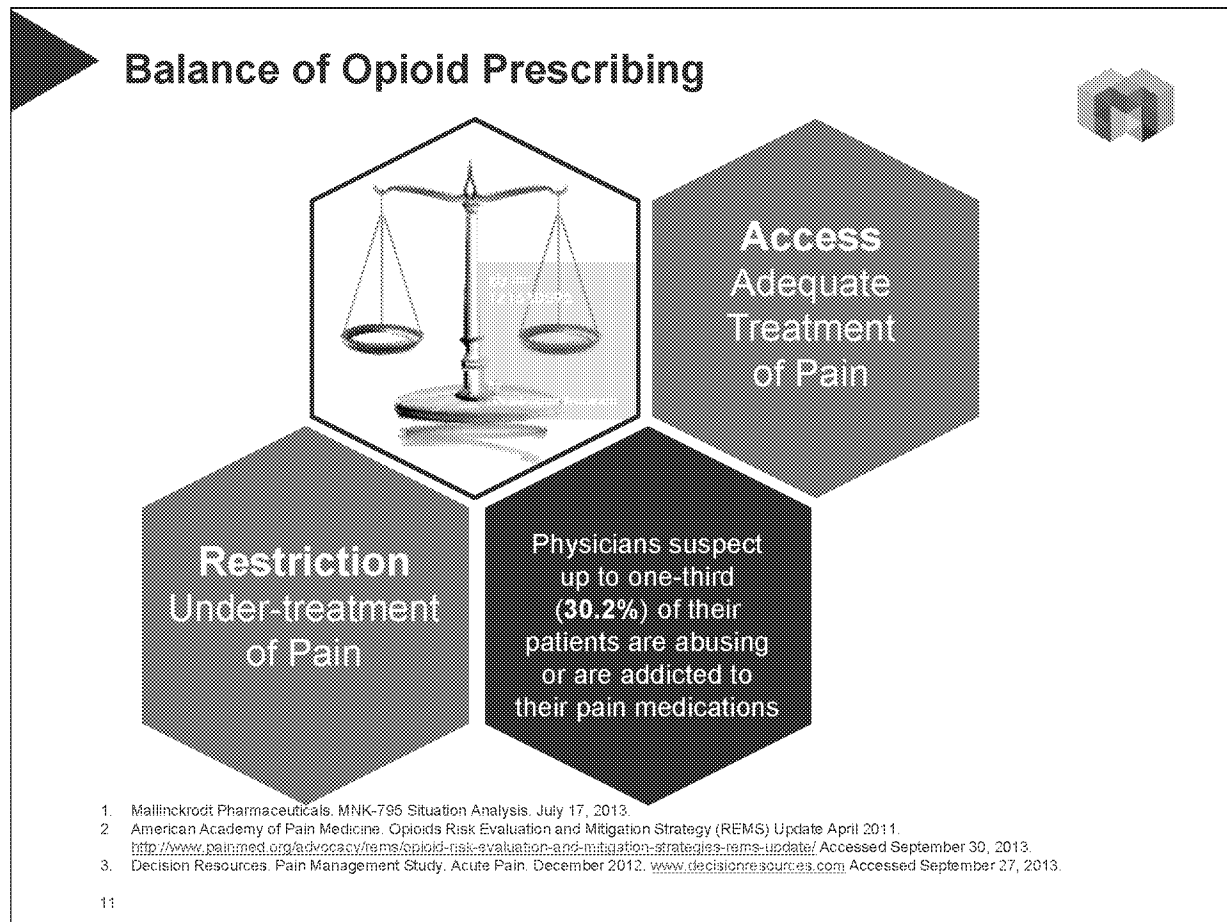 Balance of Opioid Prescribing
Access
Adequate
Treatment
of Pain
Restriction
Under-treatment
of Pain
Physicians suspect
up to one-third
(30.2%) of their
patients are abusing
or are addicted to
their pain medications
1. Mallinckrodt Pharmaceuticals. MNK-795 Situation Analysis. July 17, 2013.
2 American Academy of Pain Medicine. Opioids Risk Evaluation and Mitigation Strategy (REMS) Update April 2011.
http://www.painmed.org/advocacy/rems/opioid-risk-evaluation-and-mitigation-strategies-rems-update/ Accessed September 30, 2013.
3. Decision Resources. Pain Management Study. Acute Pain. December 2012. www.decisionresources.com Accessed September 27, 2013.
11